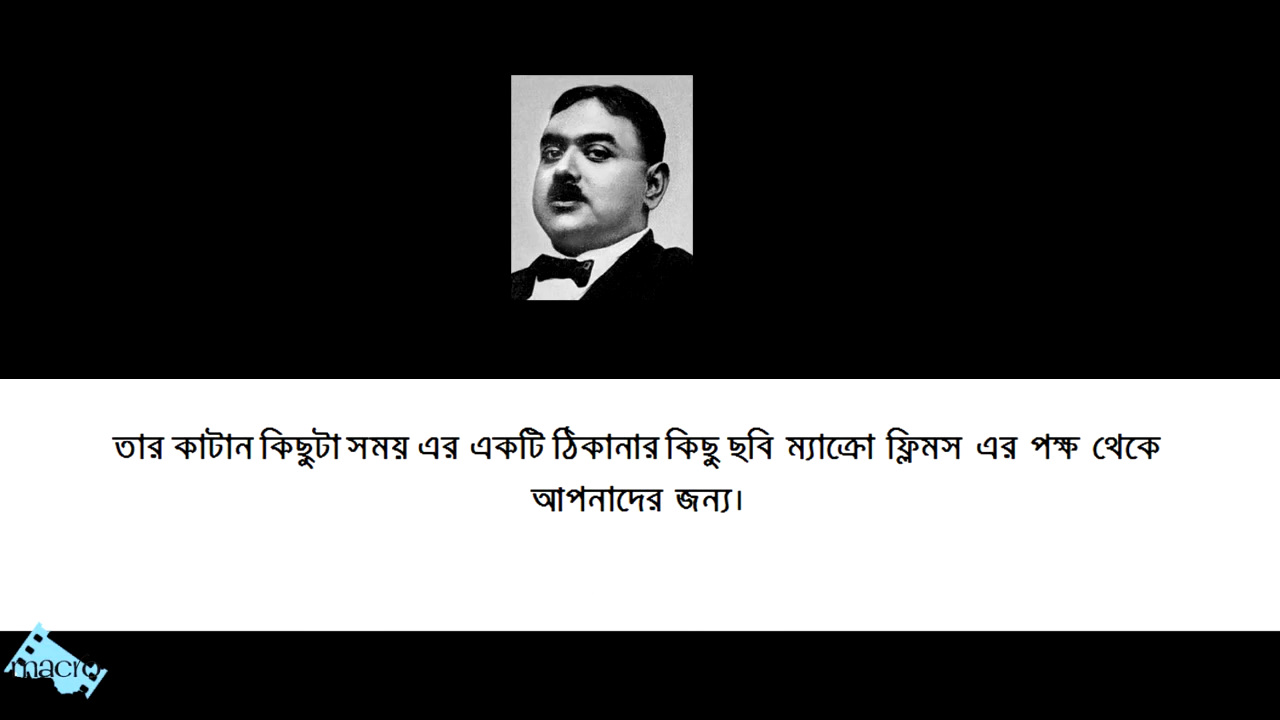 তার কাটান কিছুটা সময় এর একটি ঠিকানার কিছু ছবি ম্যাক্রো ফ্লিমস এর পক্ষ থেকে
আপনাদের জন্য।
macro